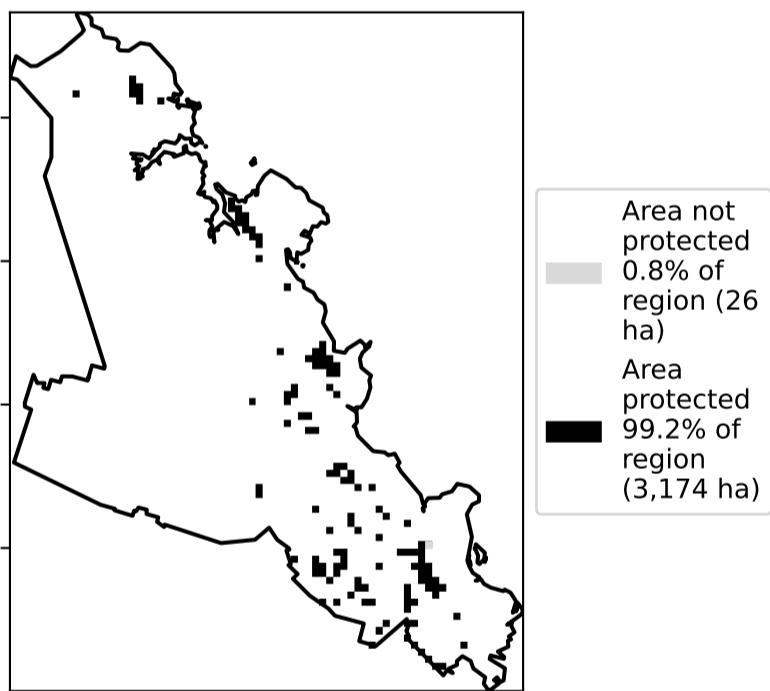 Area not
protected
0.8% of
region (26
ha)
Area
protected
99.2% of
region
(3,174 ha)